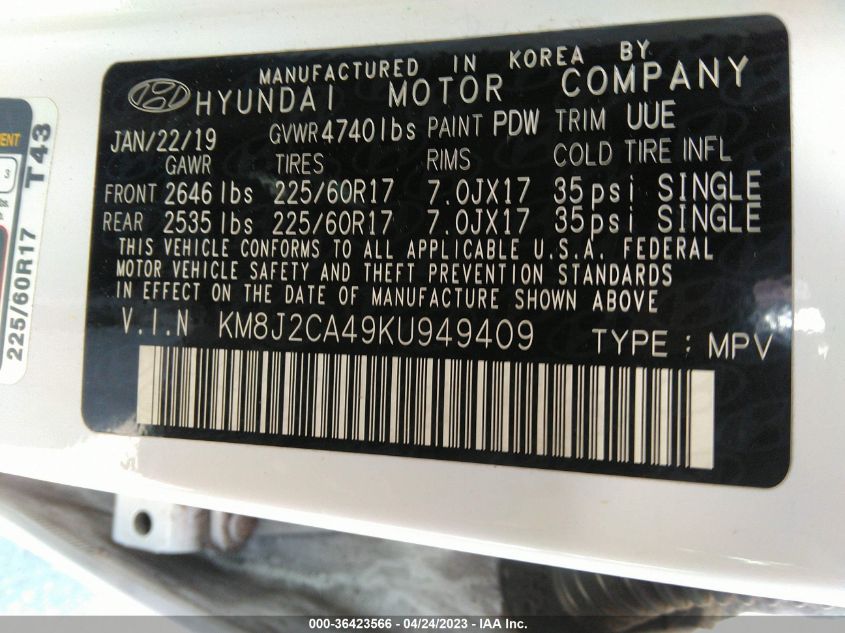 MANUFACTURED IN KOREA BY
HYUNDAI MOTOR COMPANY
JAN/22/19 GVWR 4740lbs PAINT PDW TRIM UUE
GAWR TIRES RIMS COLD TIRE INFL
FRONT 2646 lbs 225/60R17 7.0JX17 35psi SINGLE
REAR 2535 lbs 225/60R17 7.0JX17 35psi SINGLE
THIS VEHICLE CONFORMS TO ALL APPLICABLE U.S.A. FEDERAL
MOTOR VEHICLE SAFETY AND THEFT PREVENTION STANDARDS
IN EFFECT ON THE DATE OF MANUFACTURE SHOWN ABOVE
V.I.N KM8J2CA49KU949409 TYPE : MPV
225/60R17 T43
3
000-36423566 - 04/24/2023 - IAA Inc.